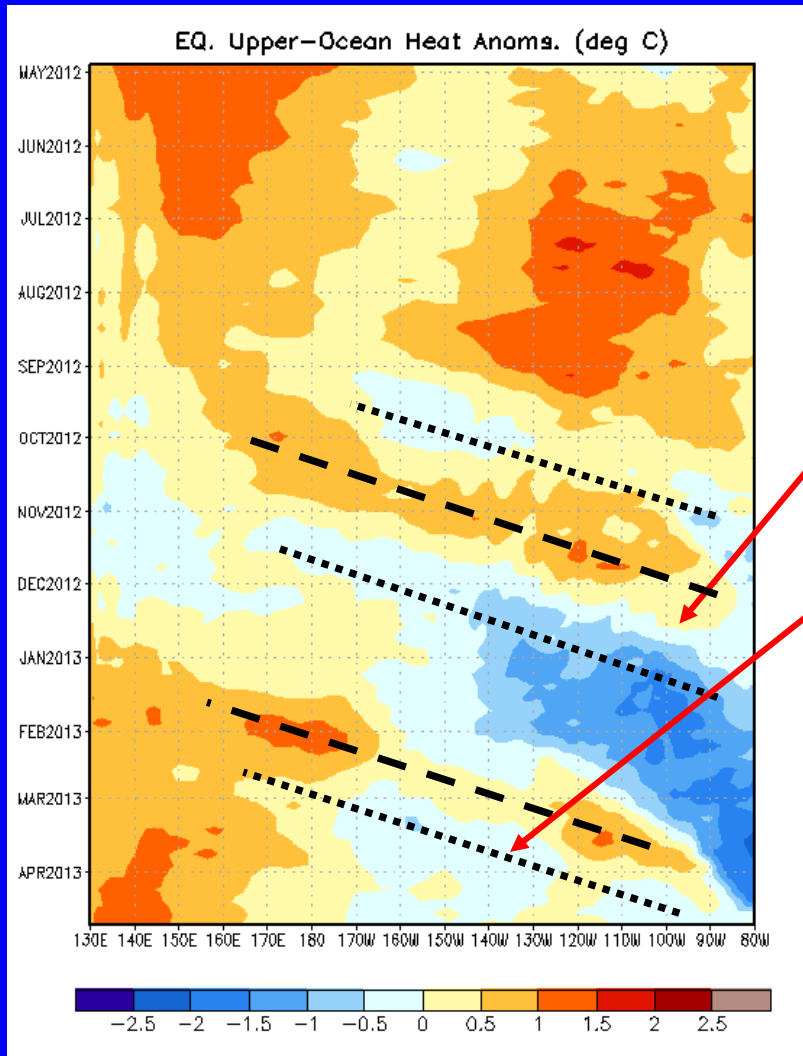 EQ. Upper-Ocean Heat Anoms. (deg C)
MAY2012
JUN2012
JUL2012
AUG2012
SEP2012
OCT2012
NOV2012
DEC2012
JAN2013
FEB2013
MAR2013
APR2013
130E 140E 150E 160E 170E 180 170W 160W 150W 140W 130W 120W 110W 100W 90W 80W
-2.5 -2 -1.5 -1 -0.5 0 0.5 1 1.5 2 2.5